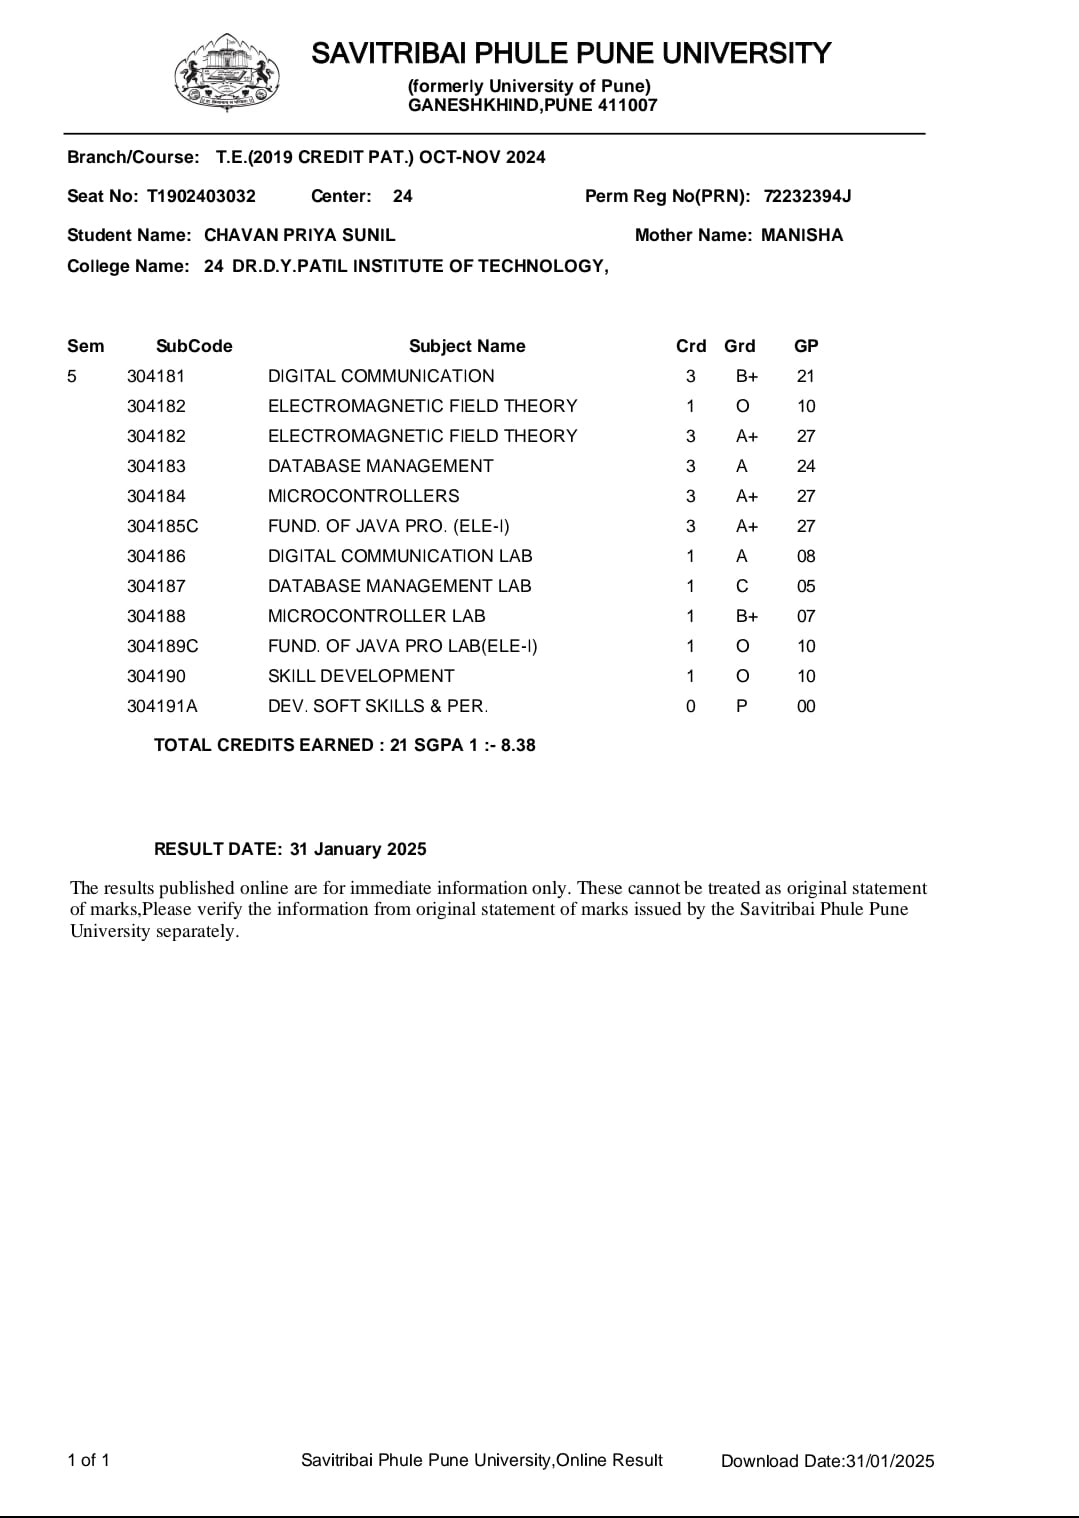 SAVITRIBAI PHULE PUNE UNIVERSITY
(formerly University of Pune)
GANESHKHIND,PUNE 411007
Branch/Course: T.E.(2019 CREDIT PAT.) OCT-NOV 2024
Seat No: T1902403032 Center: 24 Perm Reg No(PRN): 72232394J
Student Name: CHAVAN PRIYA SUNIL Mother Name: MANISHA
College Name: 24 DR.D.Y.PATIL INSTITUTE OF TECHNOLOGY,
Sem SubCode Subject Name Crd Grd GP
5 304181 DIGITAL COMMUNICATION 3 B+ 21
304182 ELECTROMAGNETIC FIELD THEORY 1 O 10
304182 ELECTROMAGNETIC FIELD THEORY 3 A+ 27
304183 DATABASE MANAGEMENT 3 A 24
304184 MICROCONTROLLERS 3 A+ 27
304185C FUND. OF JAVA PRO. (ELE-I) 3 A+ 27
304186 DIGITAL COMMUNICATION LAB 1 A 08
304187 DATABASE MANAGEMENT LAB 1 C 05
304188 MICROCONTROLLER LAB 1 B+ 07
304189C FUND. OF JAVA PRO LAB(ELE-I) 1 O 10
304190 SKILL DEVELOPMENT 1 O 10
304191A DEV. SOFT SKILLS & PER. 0 P 00
TOTAL CREDITS EARNED : 21 SGPA 1 :- 8.38
RESULT DATE: 31 January 2025
The results published online are for immediate information only. These cannot be treated as original statement
of marks,Please verify the information from original statement of marks issued by the Savitribai Phule Pune
University separately.
1 of 1 Savitribai Phule Pune University,Online Result Download Date:31/01/2025